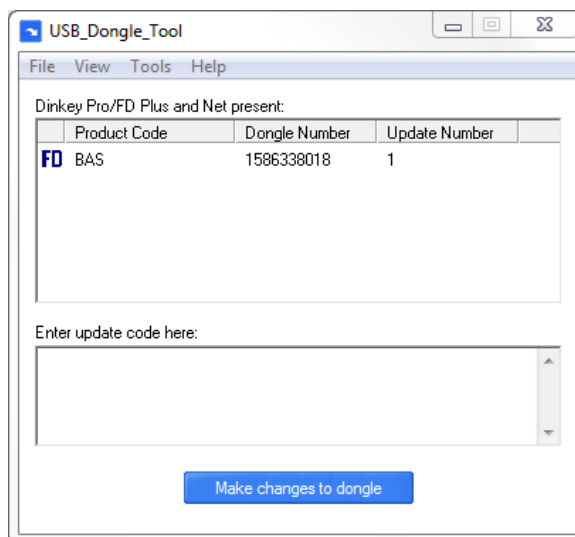 USB_Dongle_Tool
File View Tools Help
Dinkey Pro/FD Plus and Net present:
Product Code Dongle Number Update Number
FD BAS 1586338018 1
Enter update code here:
Make changes to dongle